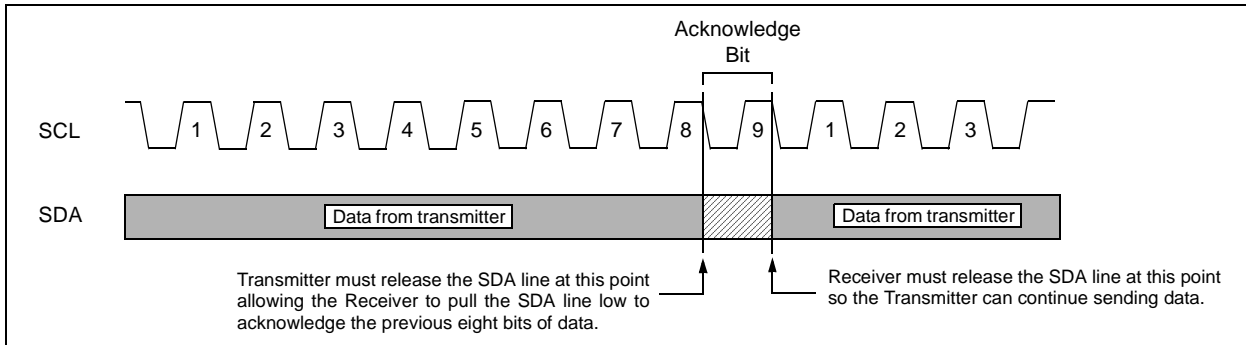 Acknowledge
Bit
SCL
1 2 3 4 5 6 7 8 9 1 2 3
SDA
Data from transmitter
Data from transmitter
Transmitter must release the SDA line at this point
allowing the Receiver to pull the SDA line low to
acknowledge the previous eight bits of data.
Receiver must release the SDA line at this point
so the Transmitter can continue sending data.